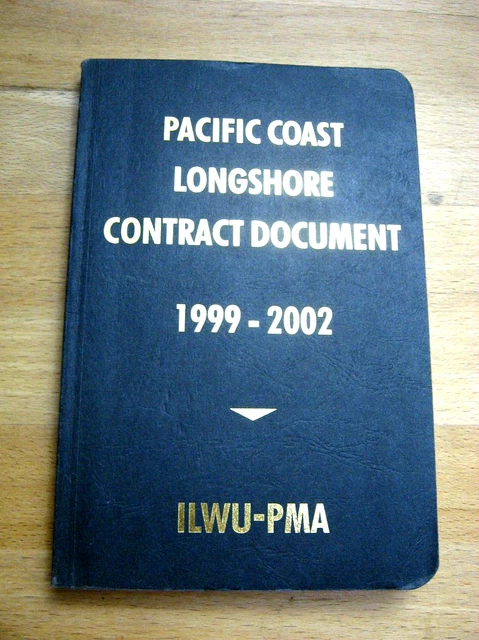 PACIFIC COAST
LONGSHORE
CONTRACT DOCUMENT
1999 - 2002
ILWU-PMA